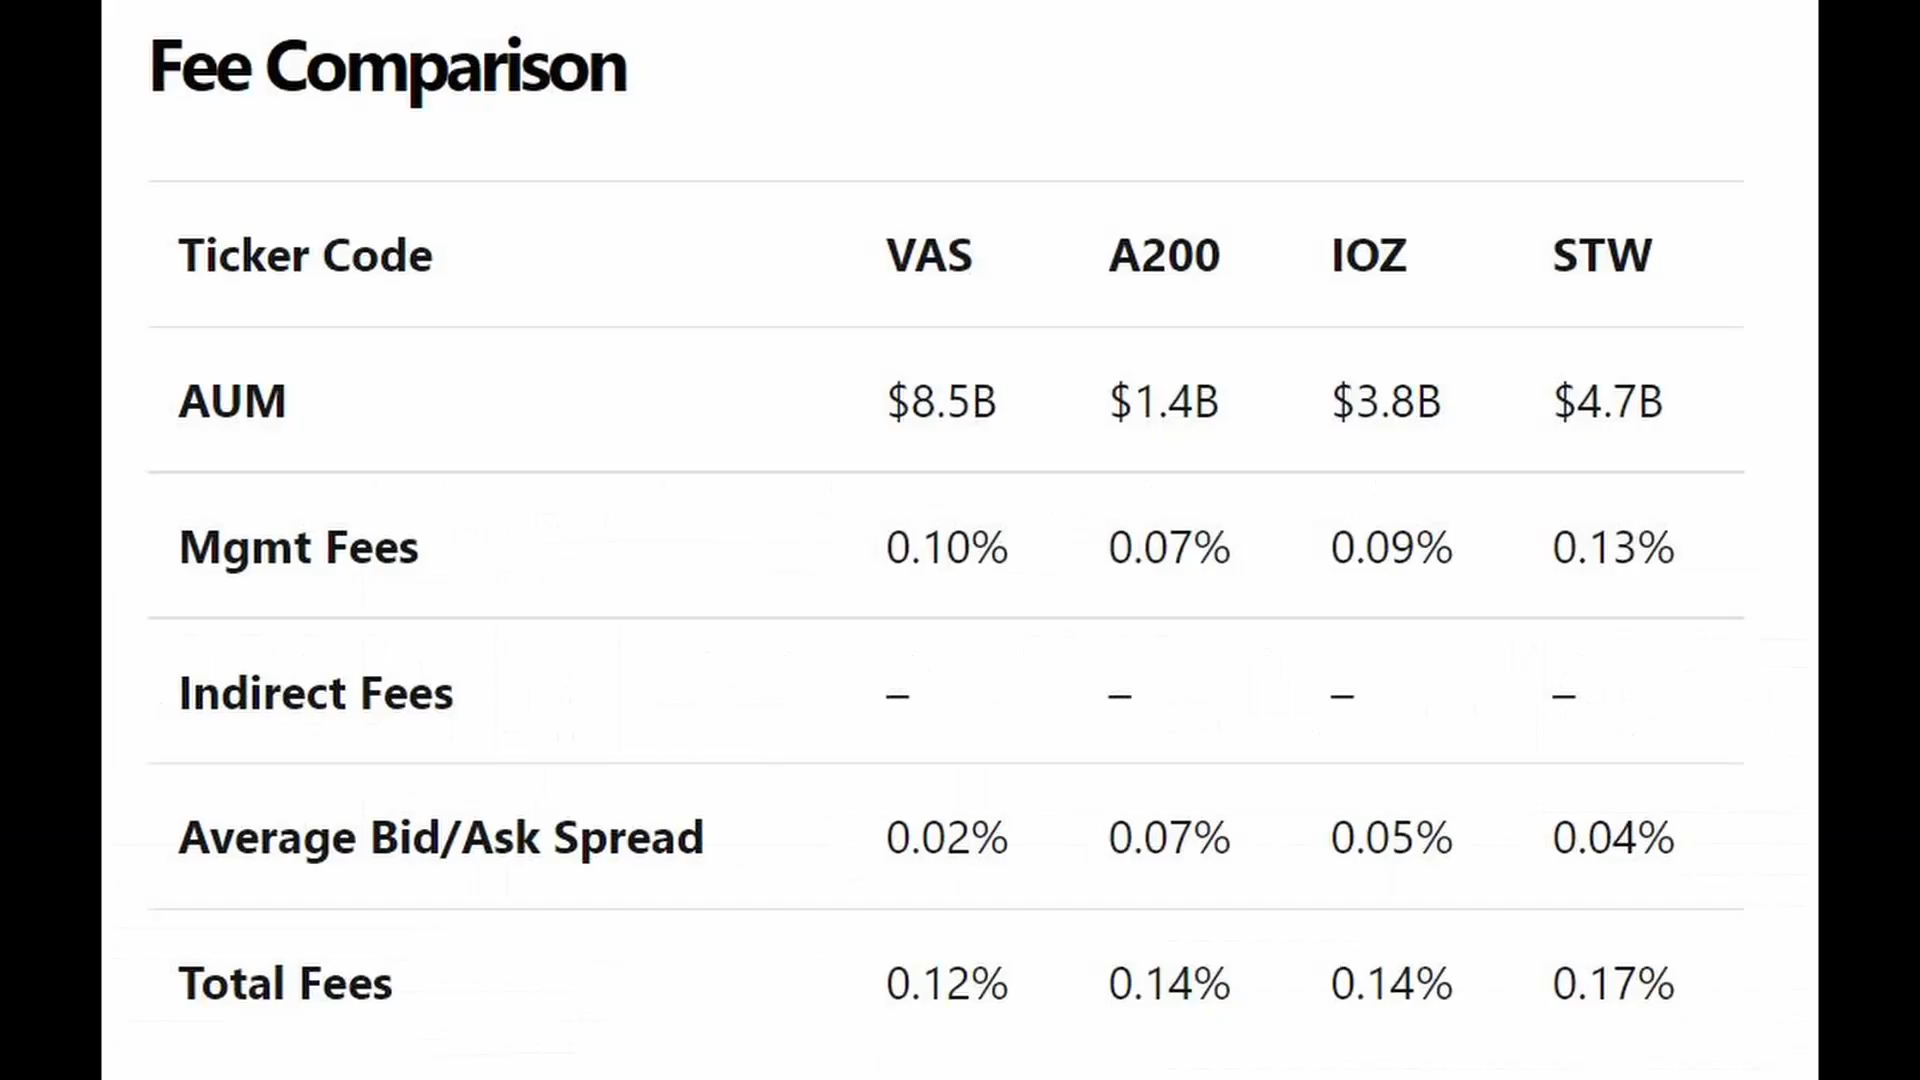 Fee Comparison
Ticker Code VAS A200 IOZ STW
AUM $8.5B $1.4B $3.8B $4.7B
Mgmt Fees 0.10% 0.07% 0.09% 0.13%
Indirect Fees – – – –
Average Bid/Ask Spread 0.02% 0.07% 0.05% 0.04%
Total Fees 0.12% 0.14% 0.14% 0.17%